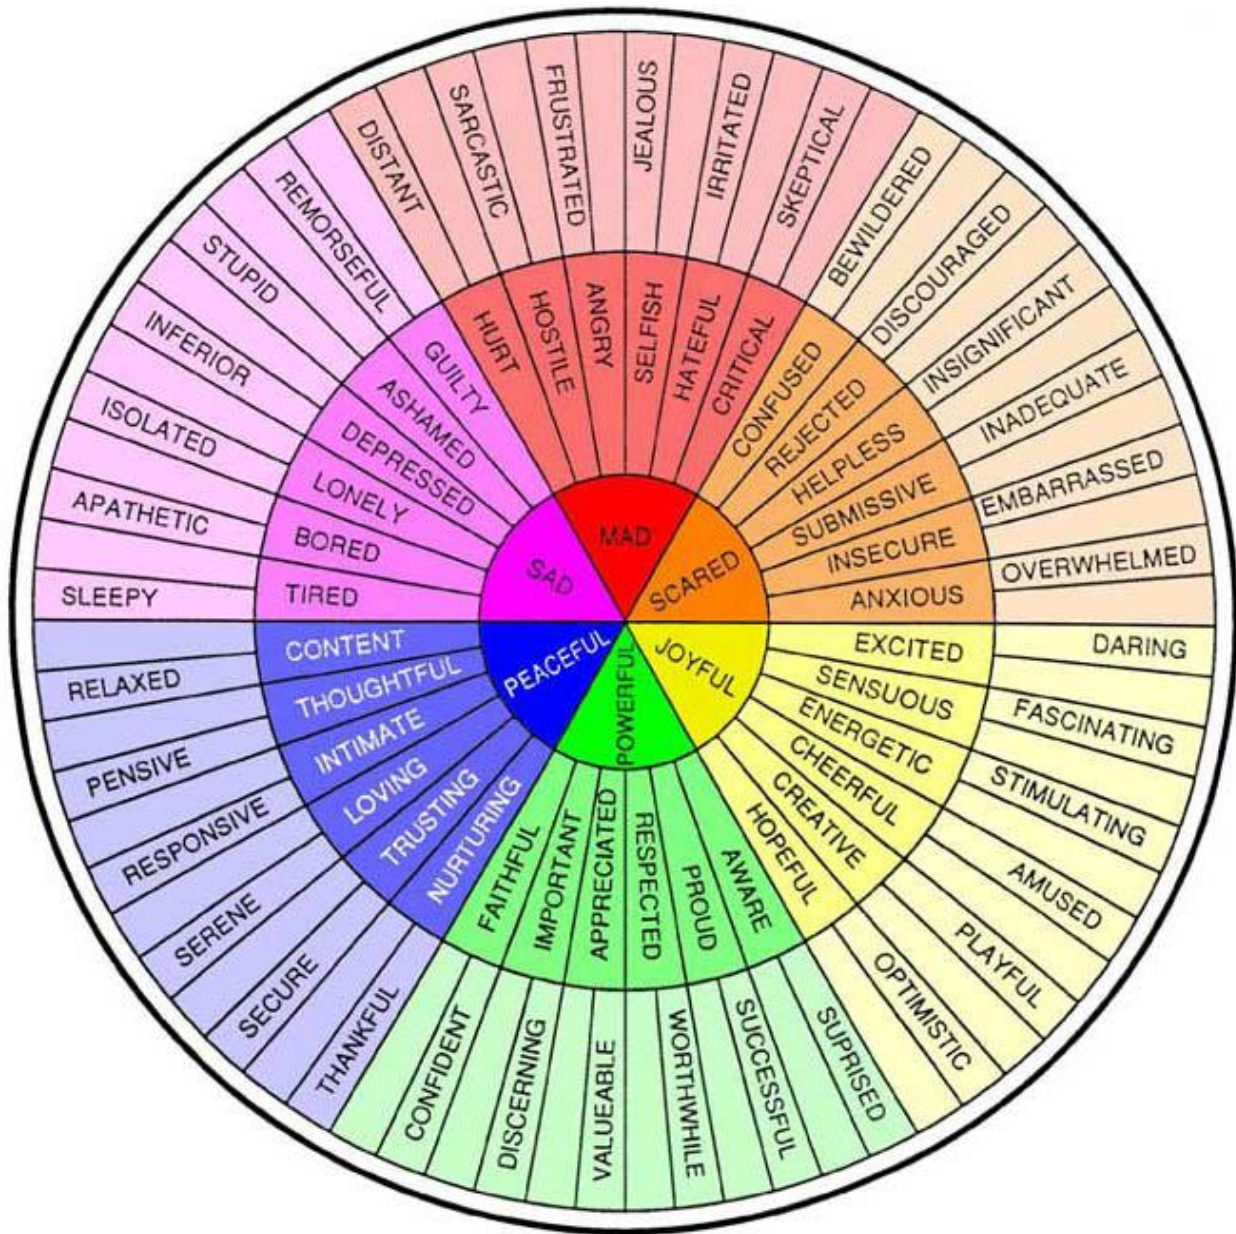 MAD
SCARED
JOYFUL
POWERFUL
PEACEFUL
SAD
HURT
HOSTILE
ANGRY
SELFISH
HATEFUL
CRITICAL
CONFUSED
REJECTED
HELPLESS
SUBMISSIVE
INSECURE
ANXIOUS
EXCITED
SENSUOUS
ENERGETIC
CHEERFUL
CREATIVE
HOPEFUL
AWARE
PROUD
RESPECTED
APPRECIATED
IMPORTANT
FAITHFUL
NURTURING
TRUSTING
LOVING
INTIMATE
THOUGHTFUL
CONTENT
TIRED
BORED
LONELY
DEPRESSED
ASHAMED
GUILTY
DISTANT
SARCASTIC
FRUSTRATED
JEALOUS
IRRITATED
SKEPTICAL
BEWILDERED
DISCOURAGED
INSIGNIFICANT
INADEQUATE
EMBARRASSED
OVERWHELMED
DARING
FASCINATING
STIMULATING
AMUSED
PLAYFUL
OPTIMISTIC
SUPRISED
SUCCESSFUL
WORTHWHILE
VALUEABLE
DISCERNING
CONFIDENT
THANKFUL
SECURE
SERENE
RESPONSIVE
PENSIVE
RELAXED
SLEEPY
APATHETIC
ISOLATED
INFERIOR
STUPID
REMORSEFUL